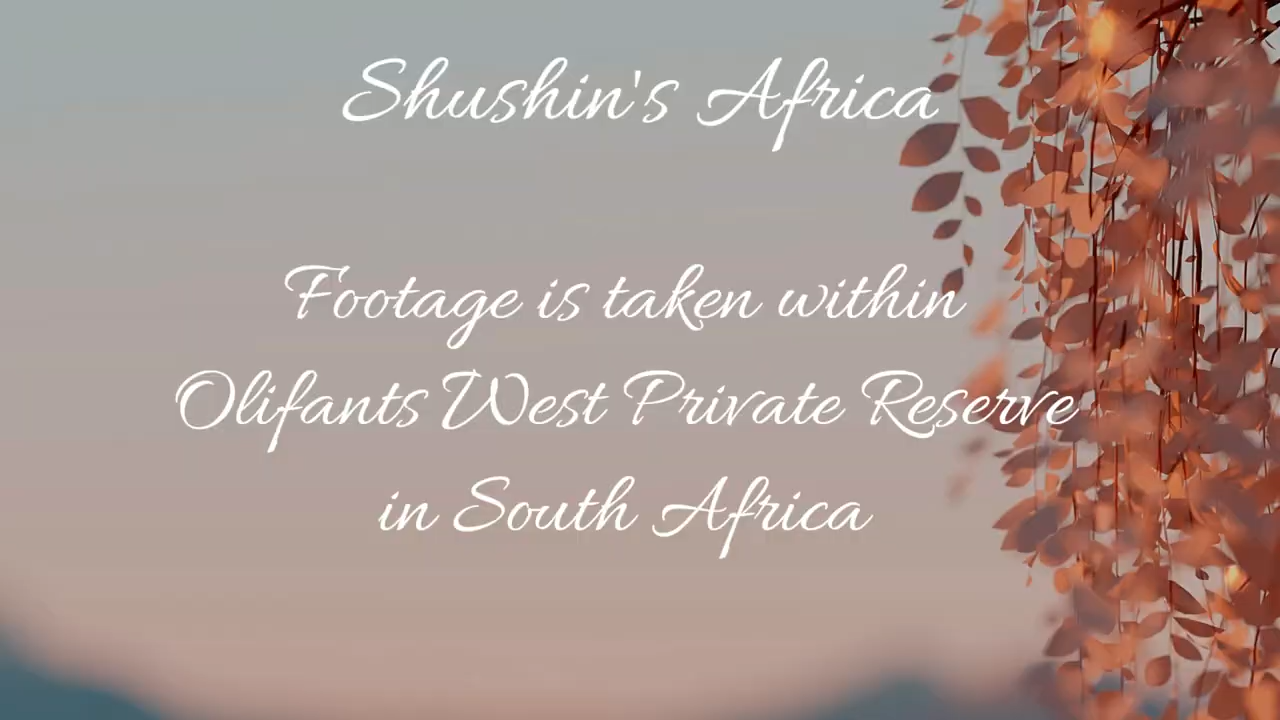 Shushin's Africa
Footage is taken within
Olifants West Private Reserve
in South Africa